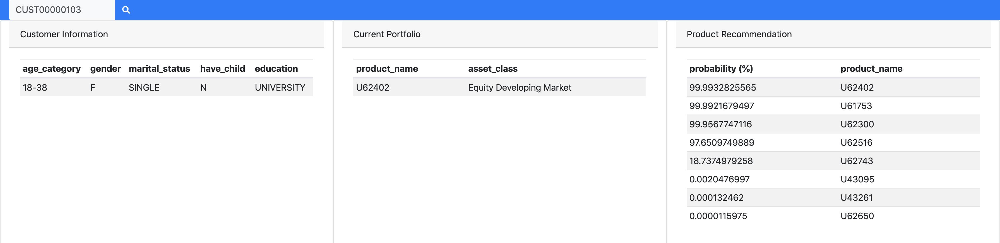 CUST00000103
Customer Information
age_category gender marital_status have_child education
18-38 F SINGLE N UNIVERSITY
Current Portfolio
product_name asset_class
U62402 Equity Developing Market
Product Recommendation
probability (%) product_name
99.9932825565 U62402
99.9921679497 U61753
99.9567747116 U62300
97.6509749889 U62516
18.7374979258 U62743
0.0020476997 U43095
0.000132462 U43261
0.0000115975 U62650